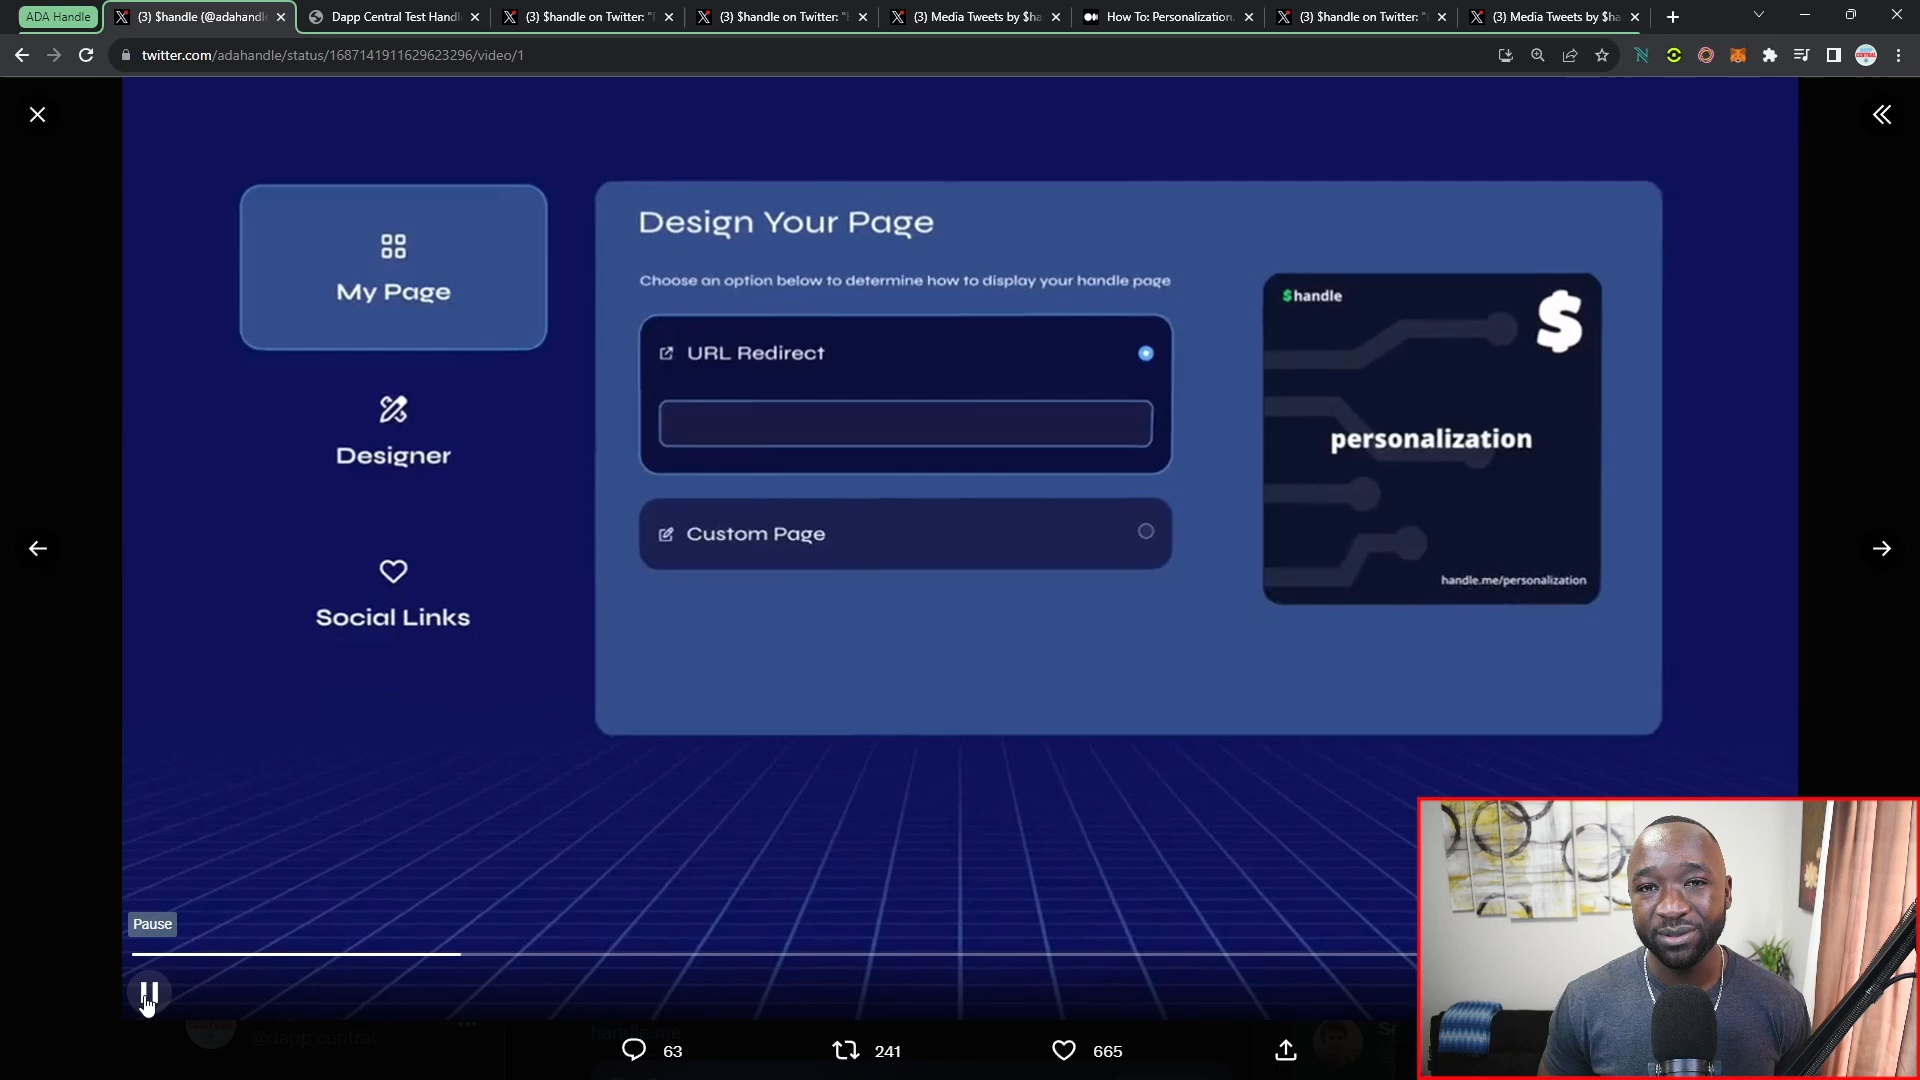 ADA Handle
(3) $handle (@adahandl
Dapp Central Test Handl
(3) $handle on Twitter: "
(3) $handle on Twitter: "
(3) Media Tweets by $ha
How To: Personalization
(3) $handle on Twitter: "
(3) Media Tweets by $ha
twitter.com/adahandle/status/1687141911629623296/video/1
My Page
Designer
Social Links
Design Your Page
Choose an option below to determine how to display your handle page
URL Redirect
Custom Page
$handle
$
personalization
handle.me/personalization
Pause
@dapp_central
handle.me
63
241
665